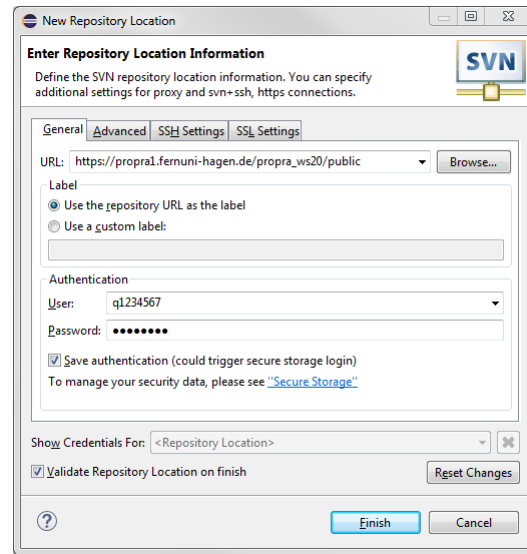 New Repository Location
Enter Repository Location Information
Define the SVN repository location information. You can specify
additional settings for proxy and svn+ssh, https connections.
SVN
General Advanced SSH Settings SSL Settings
URL: https://propra1.fernuni-hagen.de/propra_ws20/public Browse...
Label
Use the repository URL as the label
Use a custom label:
Authentication
User: q1234567
Password: ●●●●●●●●
Save authentication (could trigger secure storage login)
To manage your security data, please see "Secure Storage"
Show Credentials For: <Repository Location>
Validate Repository Location on finish Reset Changes
? Finish Cancel